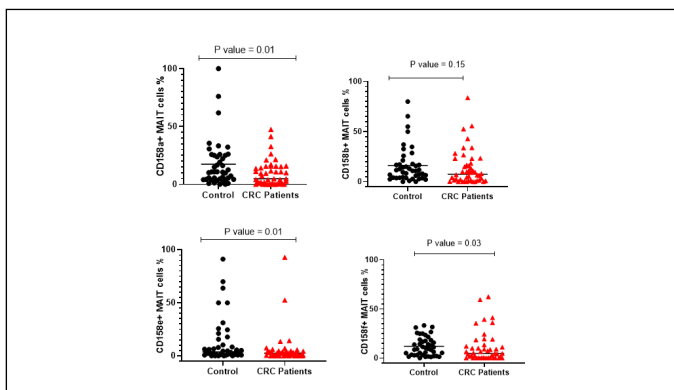 P value = 0.01
100
50
0
CD158a+ MAIT cells %
Control
CRC Patients
P value = 0.15
100
50
0
CD158b+ MAIT cells %
Control
CRC Patients
P value = 0.01
100
50
0
CD158e+ MAIT cells %
Control
CRC Patients
P value = 0.03
100
50
0
CD158f+ MAIT cells %
Control
CRC Patients